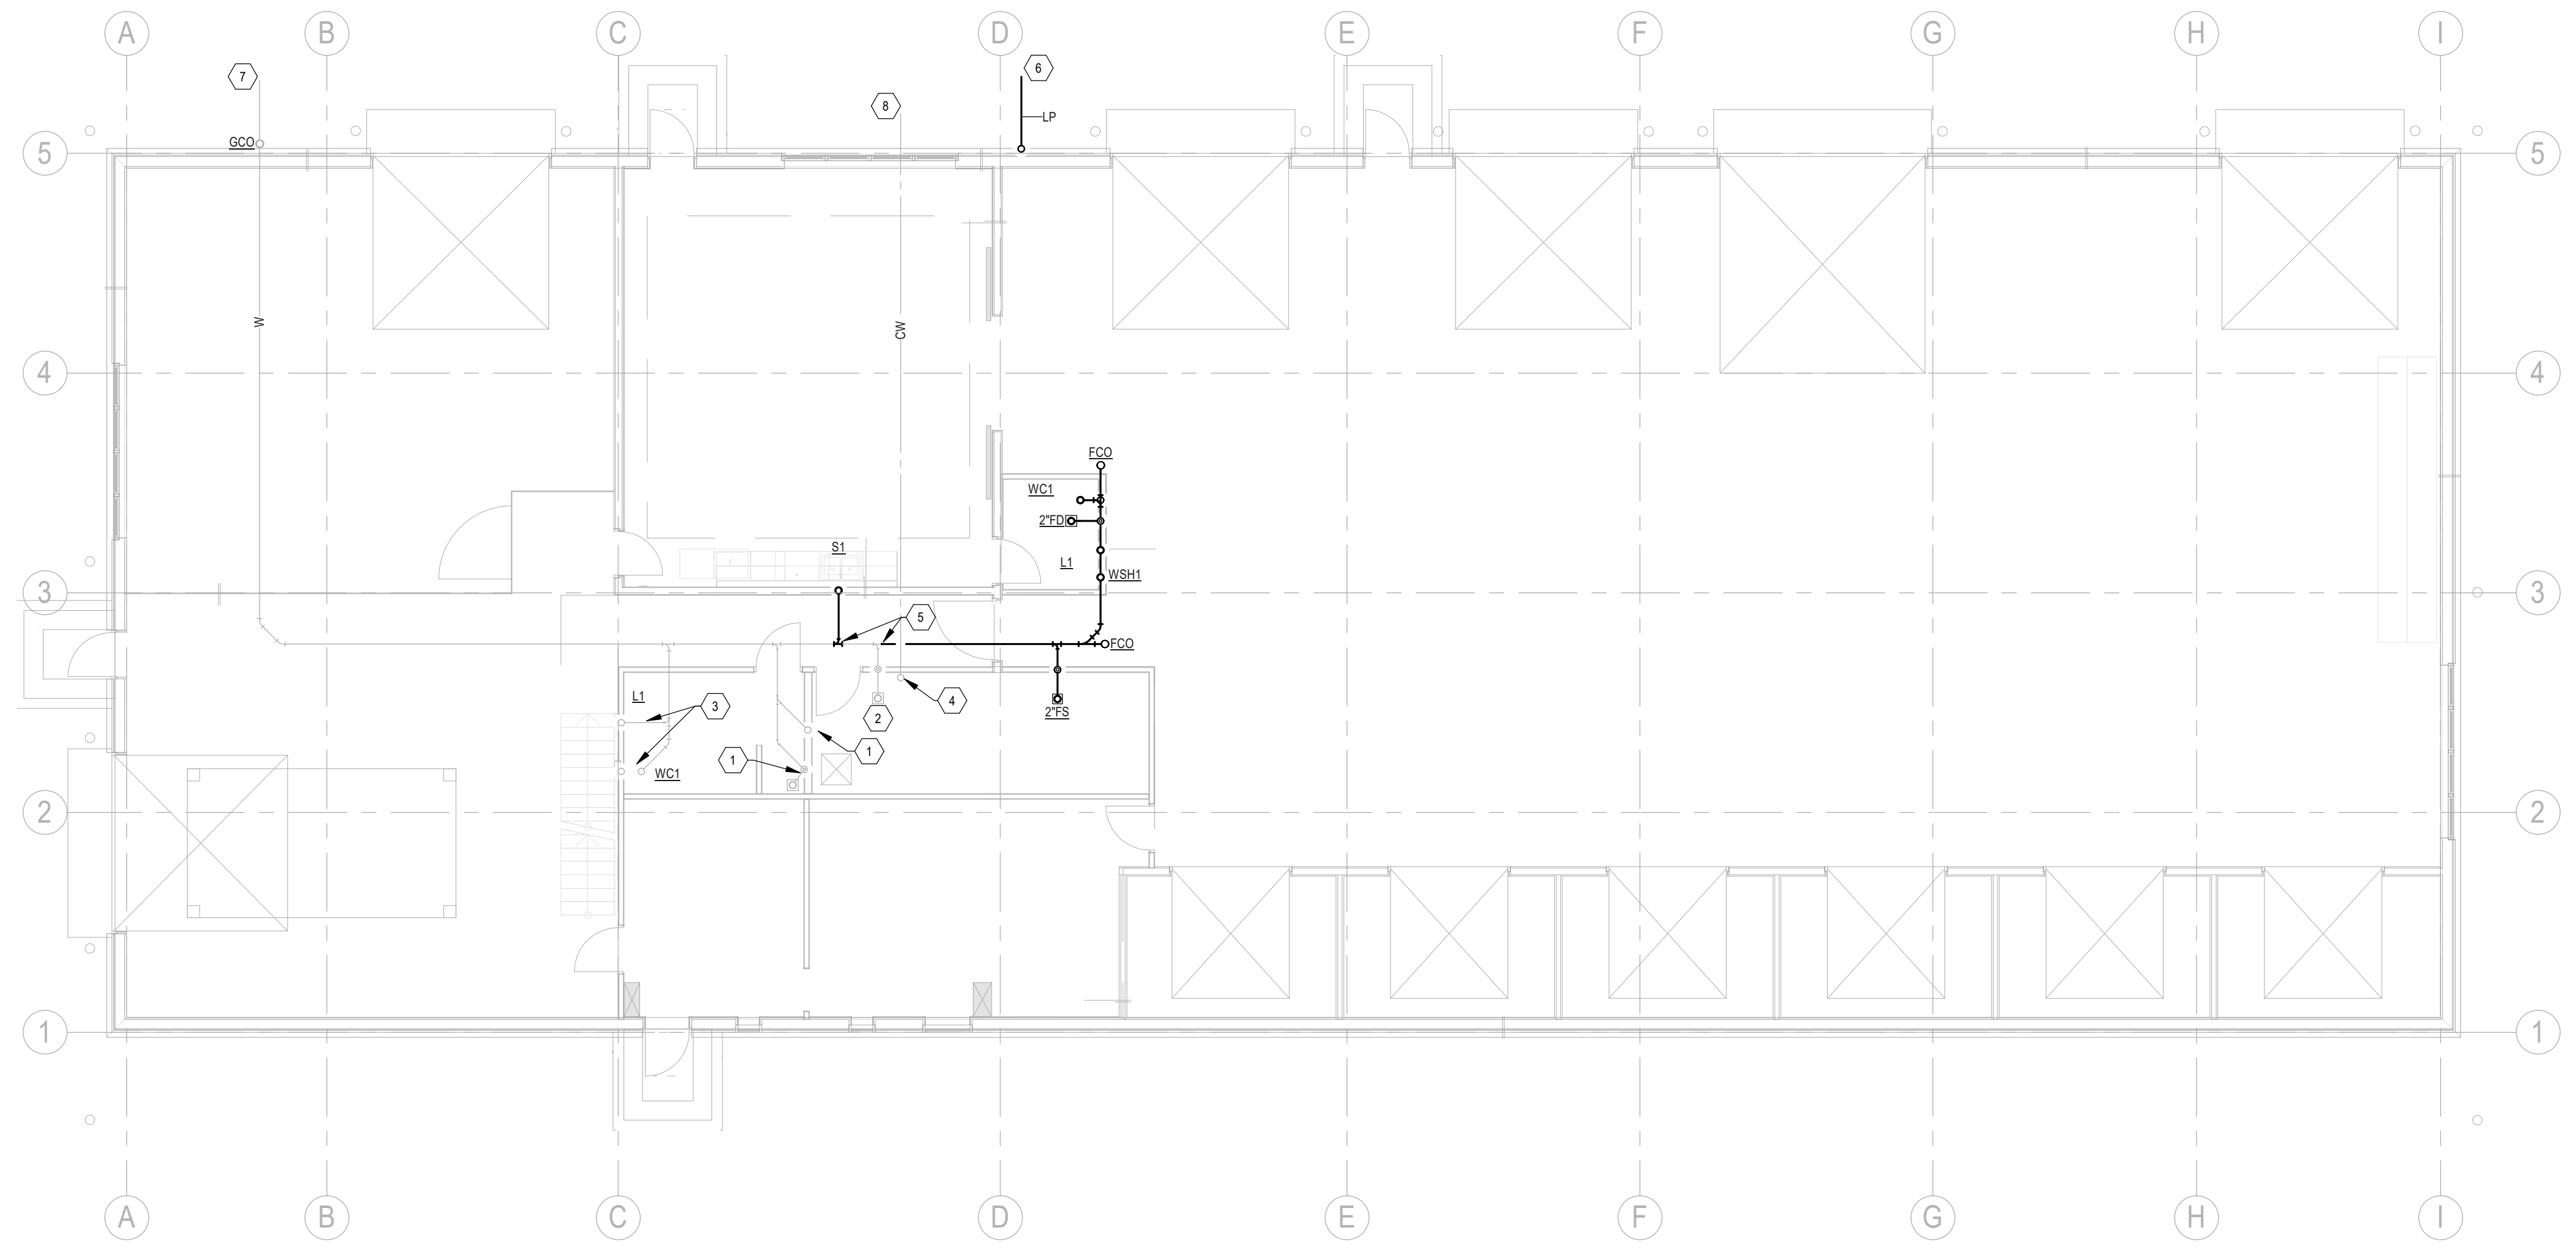 A B C D E F G H I
7
6
8
LP
GCO
5 5
W
CW
4 4
FCO
WC1
2"FD
S1
L1
WSH1
3 3
5
FCO
L1
3
4
2
2"FS
1
1
WC1
2 2
1 1
A B C D E F G H I